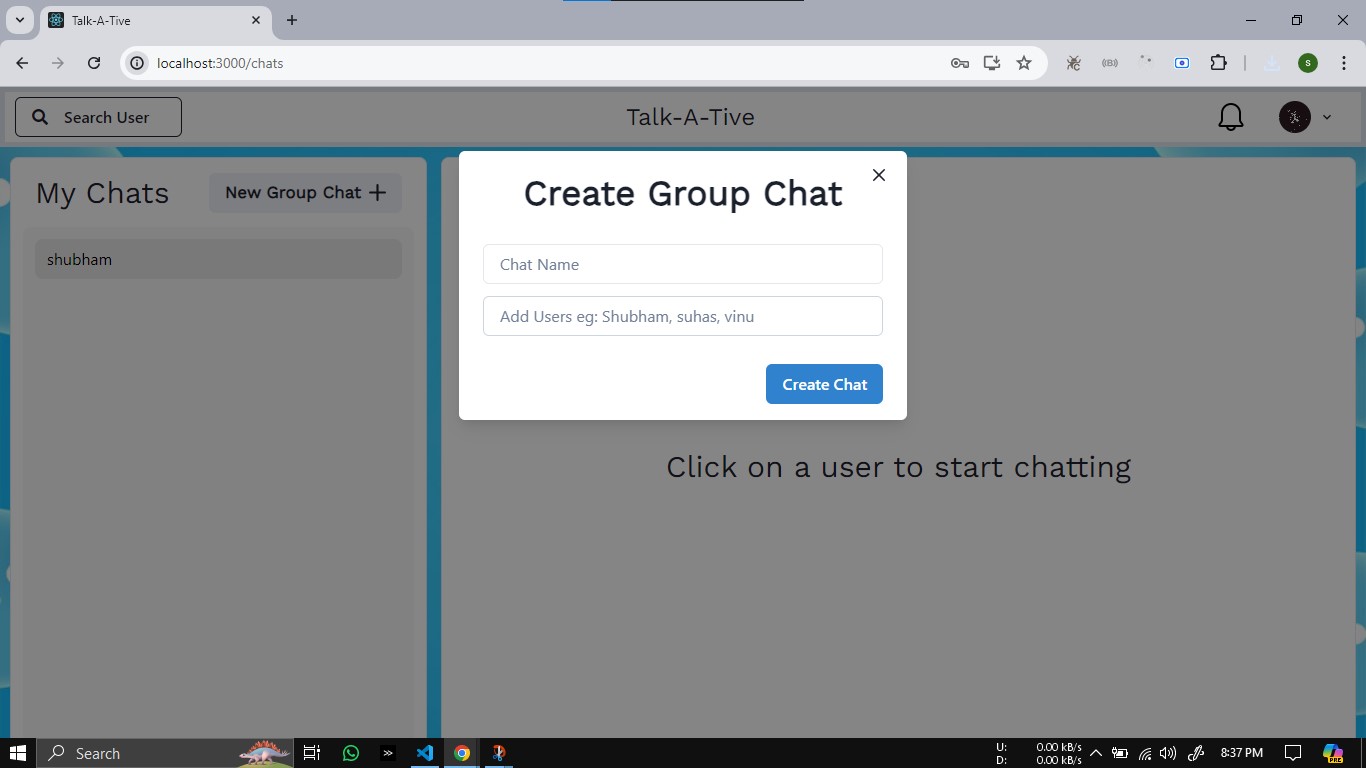 Talk-A-Tive
localhost:3000/chats
S
Search User
Talk-A-Tive
My Chats
New Group Chat
shubham
Create Group Chat
Chat Name
Add Users eg: Shubham, suhas, vinu
Create Chat
Click on a user to start chatting
Search
U: 0.00 kB/s
D: 0.00 kB/s
8:37 PM
PRE